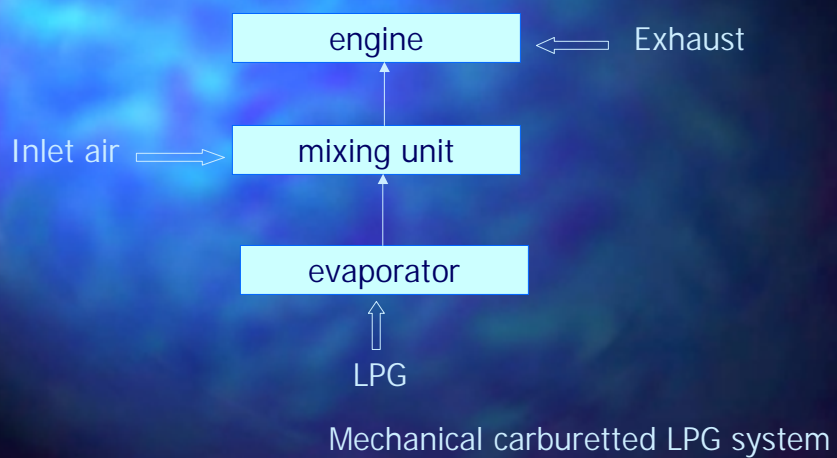 engine
Exhaust
Inlet air
mixing unit
evaporator
LPG
Mechanical carburetted LPG system